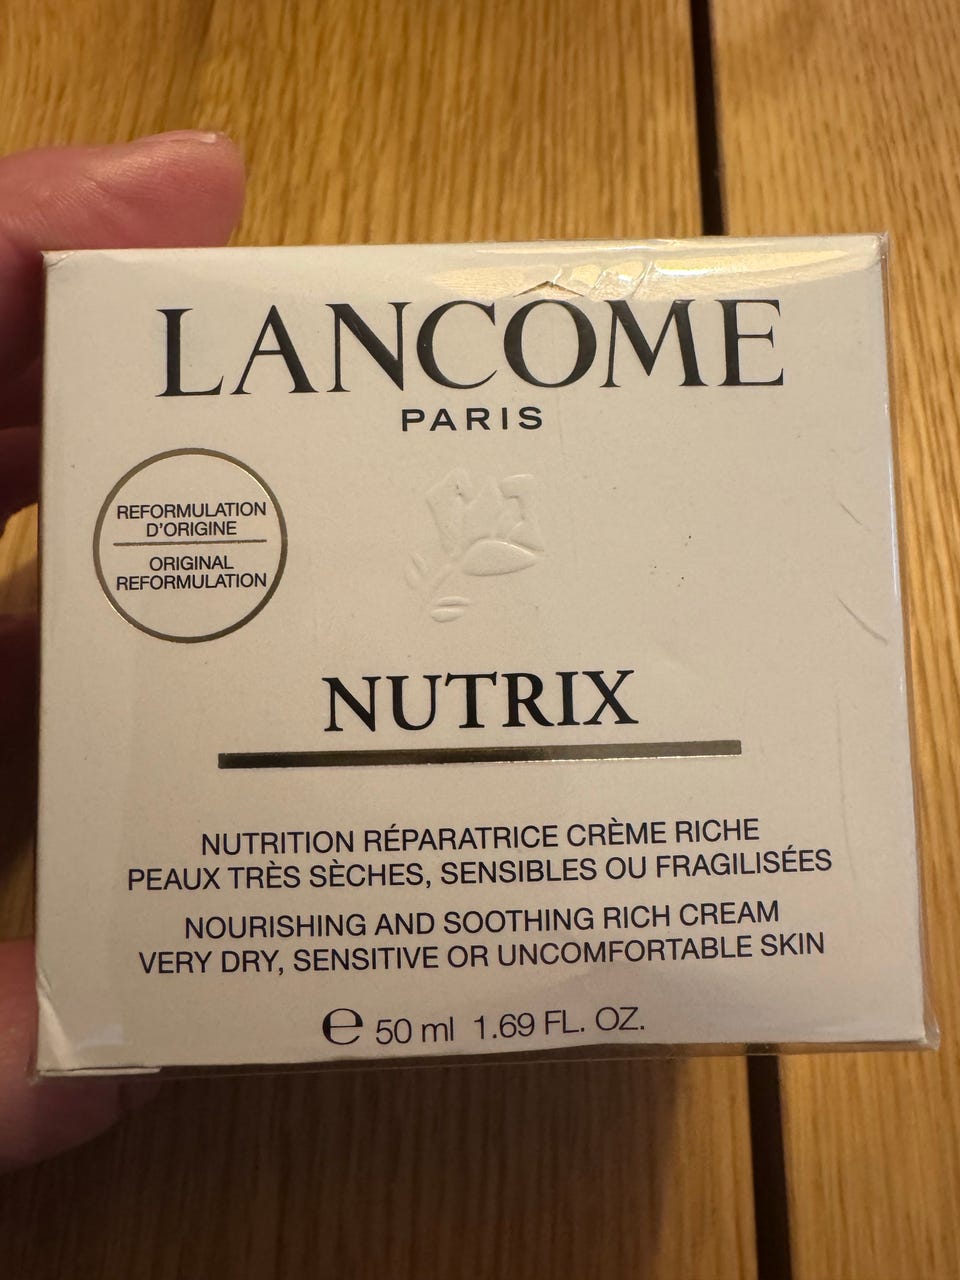 LANCÔME
PARIS
REFORMULATION
D'ORIGINE
ORIGINAL
REFORMULATION
NUTRIX
NUTRITION RÉPARATRICE CRÈME RICHE
PEAUX TRÈS SÈCHES, SENSIBLES OU FRAGILISÉES
NOURISHING AND SOOTHING RICH CREAM
VERY DRY, SENSITIVE OR UNCOMFORTABLE SKIN
℮ 50 ml 1.69 FL. OZ.